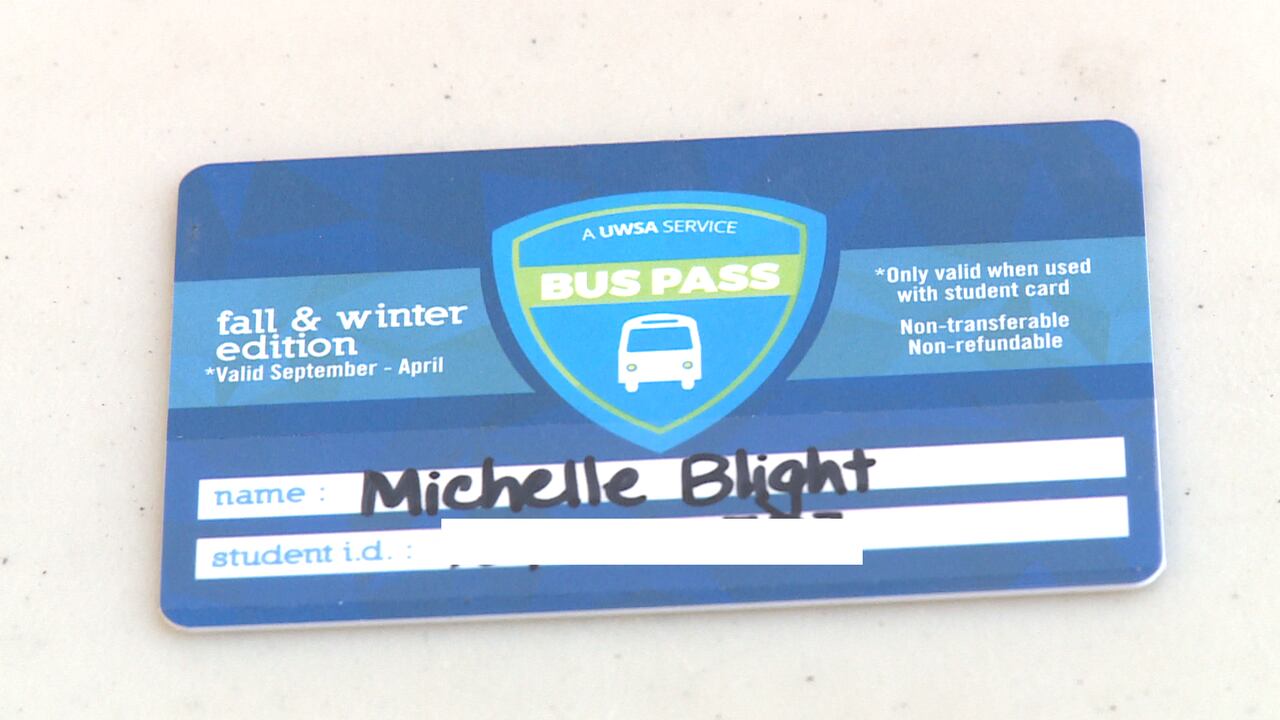 A UWSA SERVICE
BUS PASS
fall & winter
edition
*Valid September - April
*Only valid when used
with student card
Non-transferable
Non-refundable
name : Michelle Blight
student i.d. :